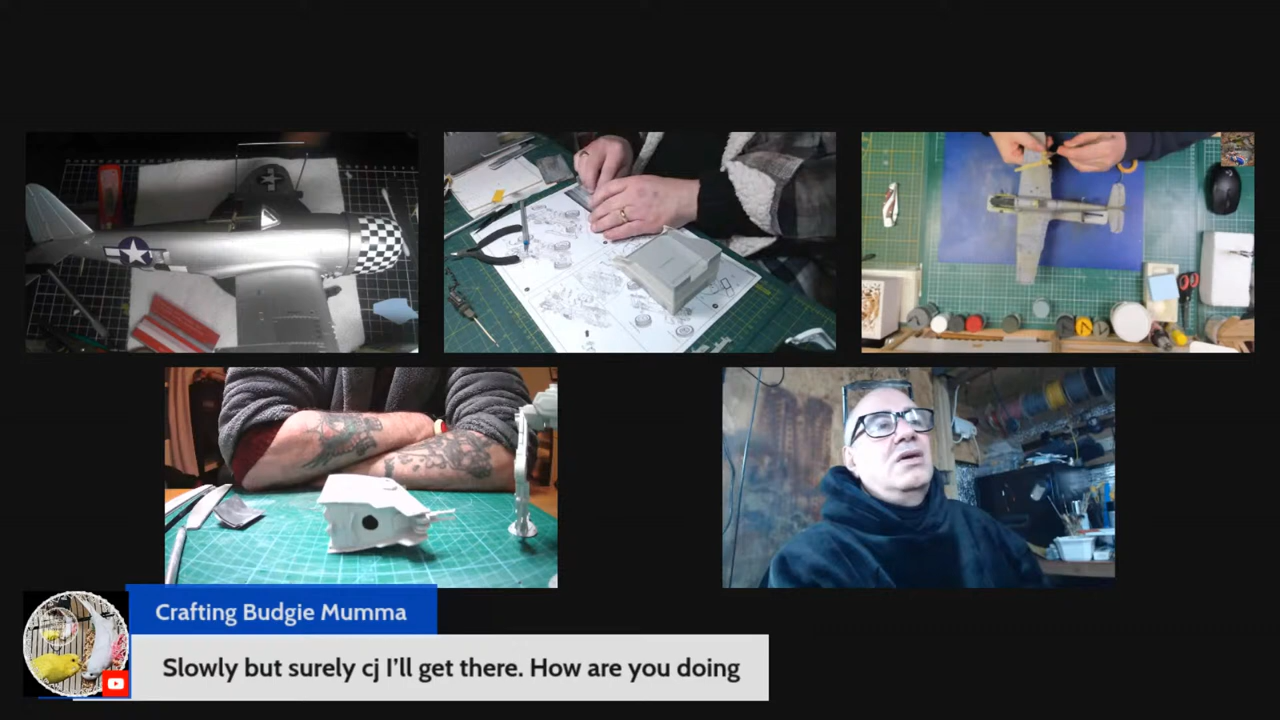 Crafting Budgie Mumma
Slowly but surely cj I'll get there. How are you doing